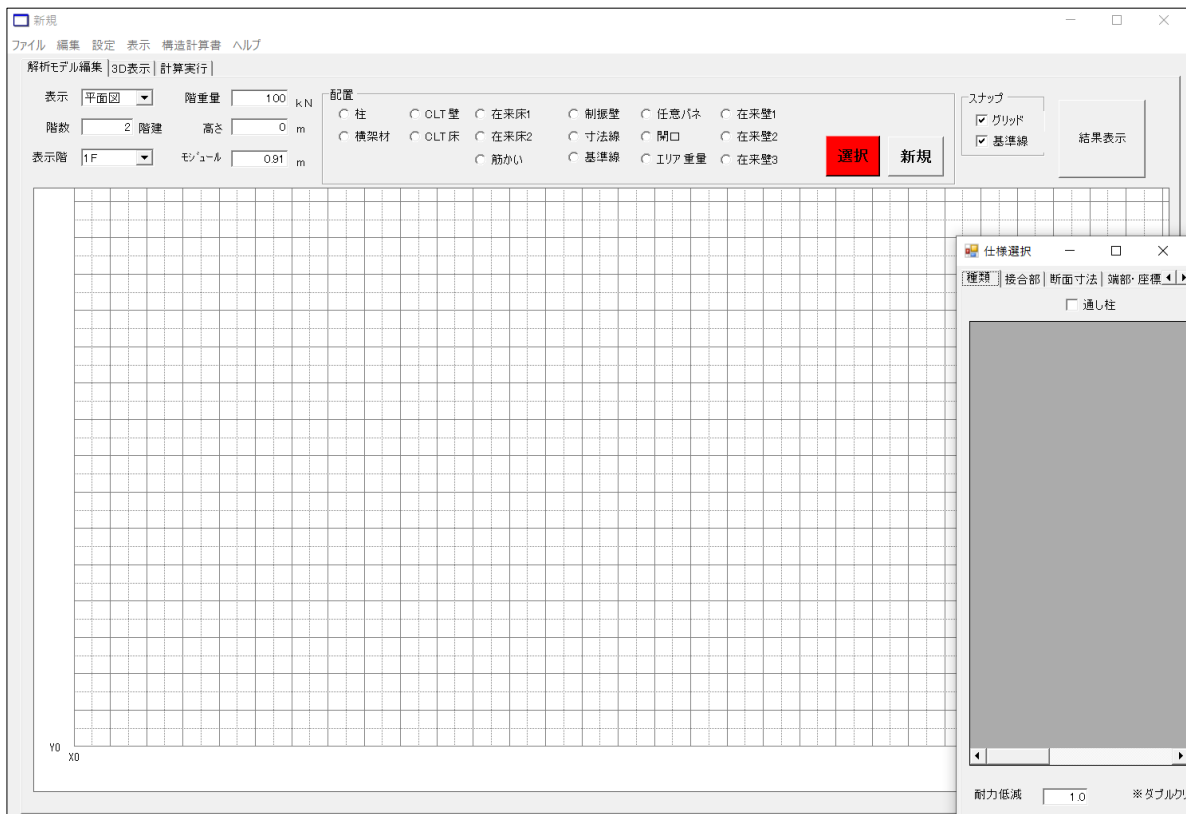 新規
ファイル 編集 設定 表示 構造計算書 ヘルプ
解析モデル編集 3D表示 計算実行
表示 平面図 階重量 100 kN
階数 2 階建 高さ 0 m
表示階 1F モジュール 0.91 m
配置
柱 CLT壁 在来床1 制振壁 任意バネ 在来壁1
横架材 CLT床 在来床2 寸法線 開口 在来壁2
筋かい 基準線 エリア重量 在来壁3
選択 新規
スナップ
グリッド
基準線
結果表示
仕様選択
種類 接合部 断面寸法 端部・座標
通し柱
Y0
X0
耐力低減 1.0 ※ダブルクリ